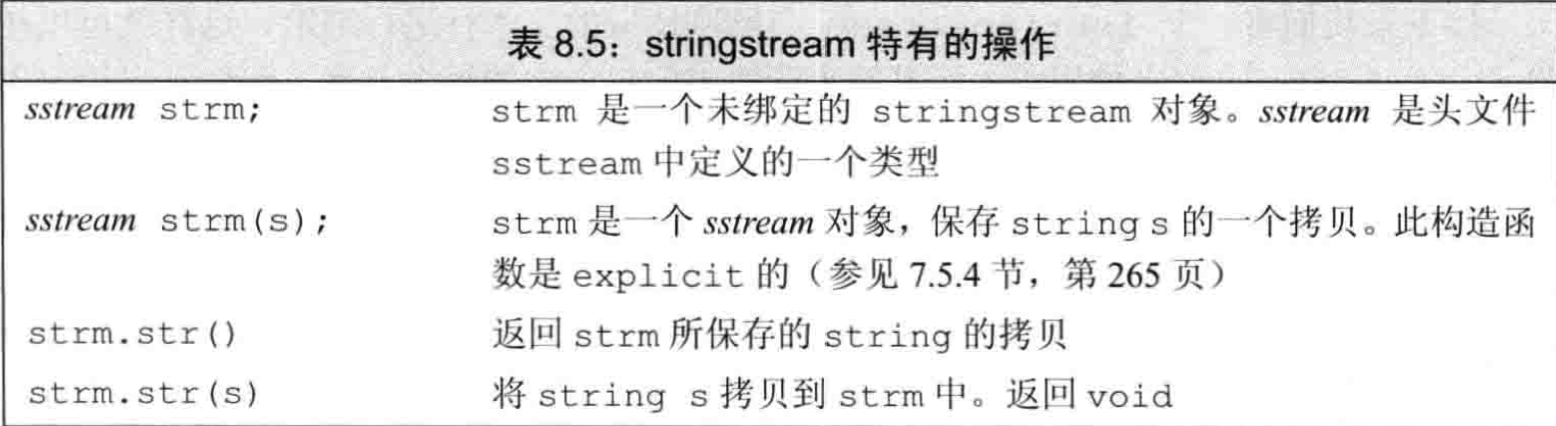 表 8.5：stringstream 特有的操作
sstream strm; strm 是一个未绑定的 stringstream 对象。sstream 是头文件
sstream 中定义的一个类型
sstream strm(s); strm 是一个 sstream 对象，保存 string s 的一个拷贝。此构造函
数是 explicit 的（参见 7.5.4 节，第 265 页）
strm.str() 返回 strm 所保存的 string 的拷贝
strm.str(s) 将 string s 拷贝到 strm 中。返回 void